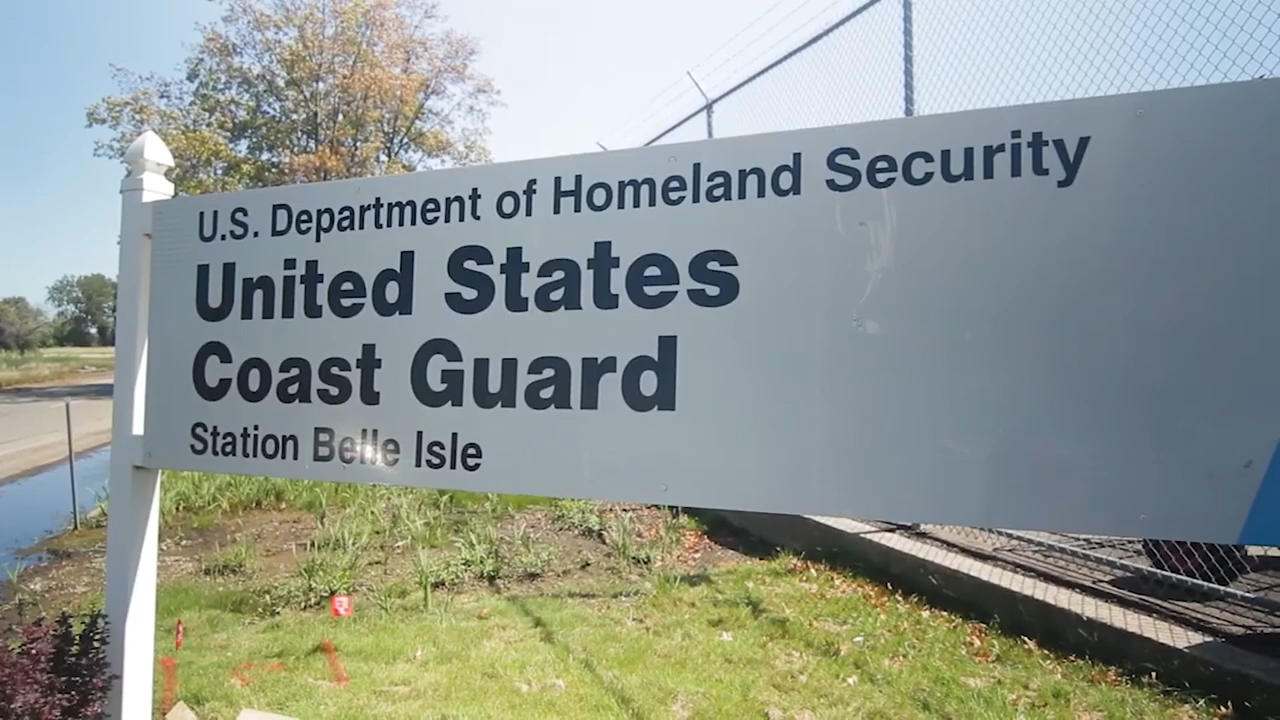 U.S. Department of Homeland Security
United States
Coast Guard
Station Belle Isle